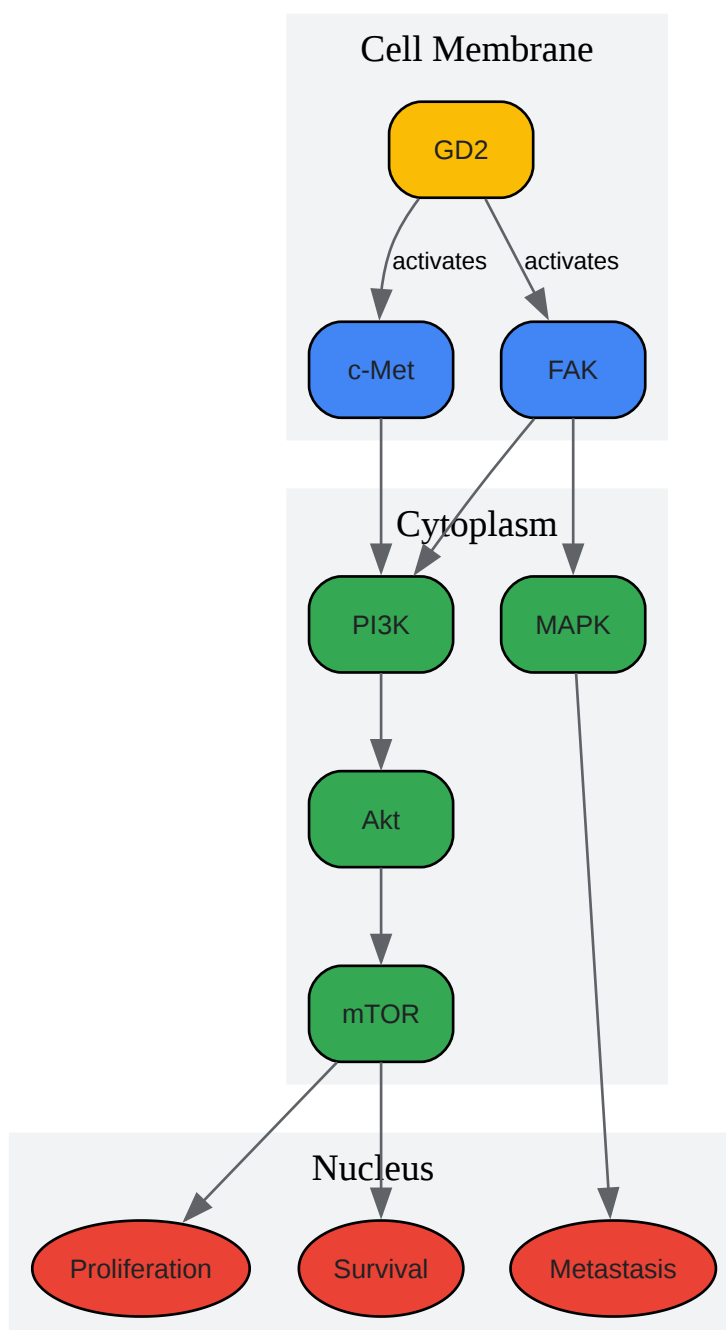 Cell Membrane
GD2
activates
activates
c-Met
FAK
Cytoplasm
PI3K
MAPK
Akt
mTOR
Nucleus
Proliferation
Survival
Metastasis